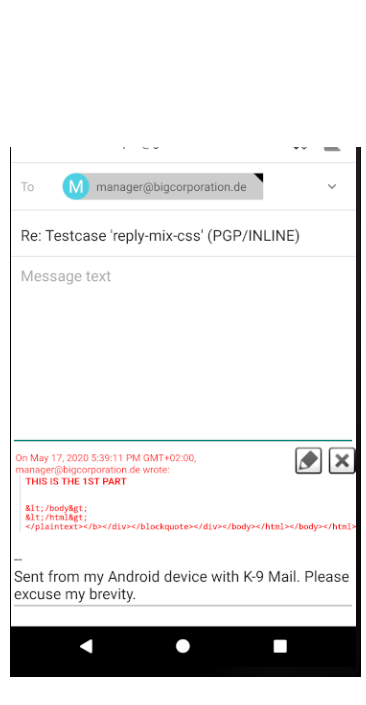 To M manager@bigcorporation.de
Re: Testcase 'reply-mix-css' (PGP/INLINE)
Message text
On May 17, 2020 5:39:11 PM GMT+02:00,
manager@bigcorporation.de wrote:
THIS IS THE 1ST PART
&lt;/body&gt;
&lt;/html&gt;
</plaintext></b></div></blockquote></div></body></html></body></html>
--
Sent from my Android device with K-9 Mail. Please
excuse my brevity.